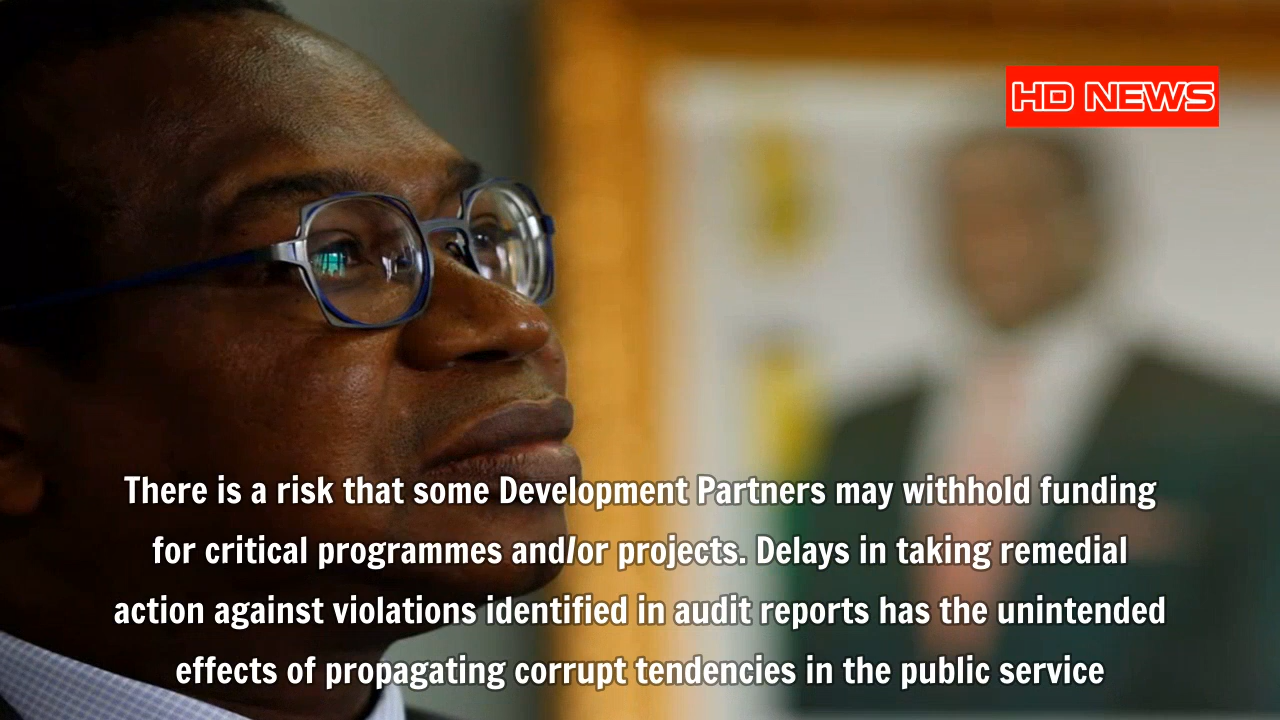 HD NEWS
There is a risk that some Development Partners may withhold funding
for critical programmes and/or projects. Delays in taking remedial
action against violations identified in audit reports has the unintended
effects of propagating corrupt tendencies in the public service